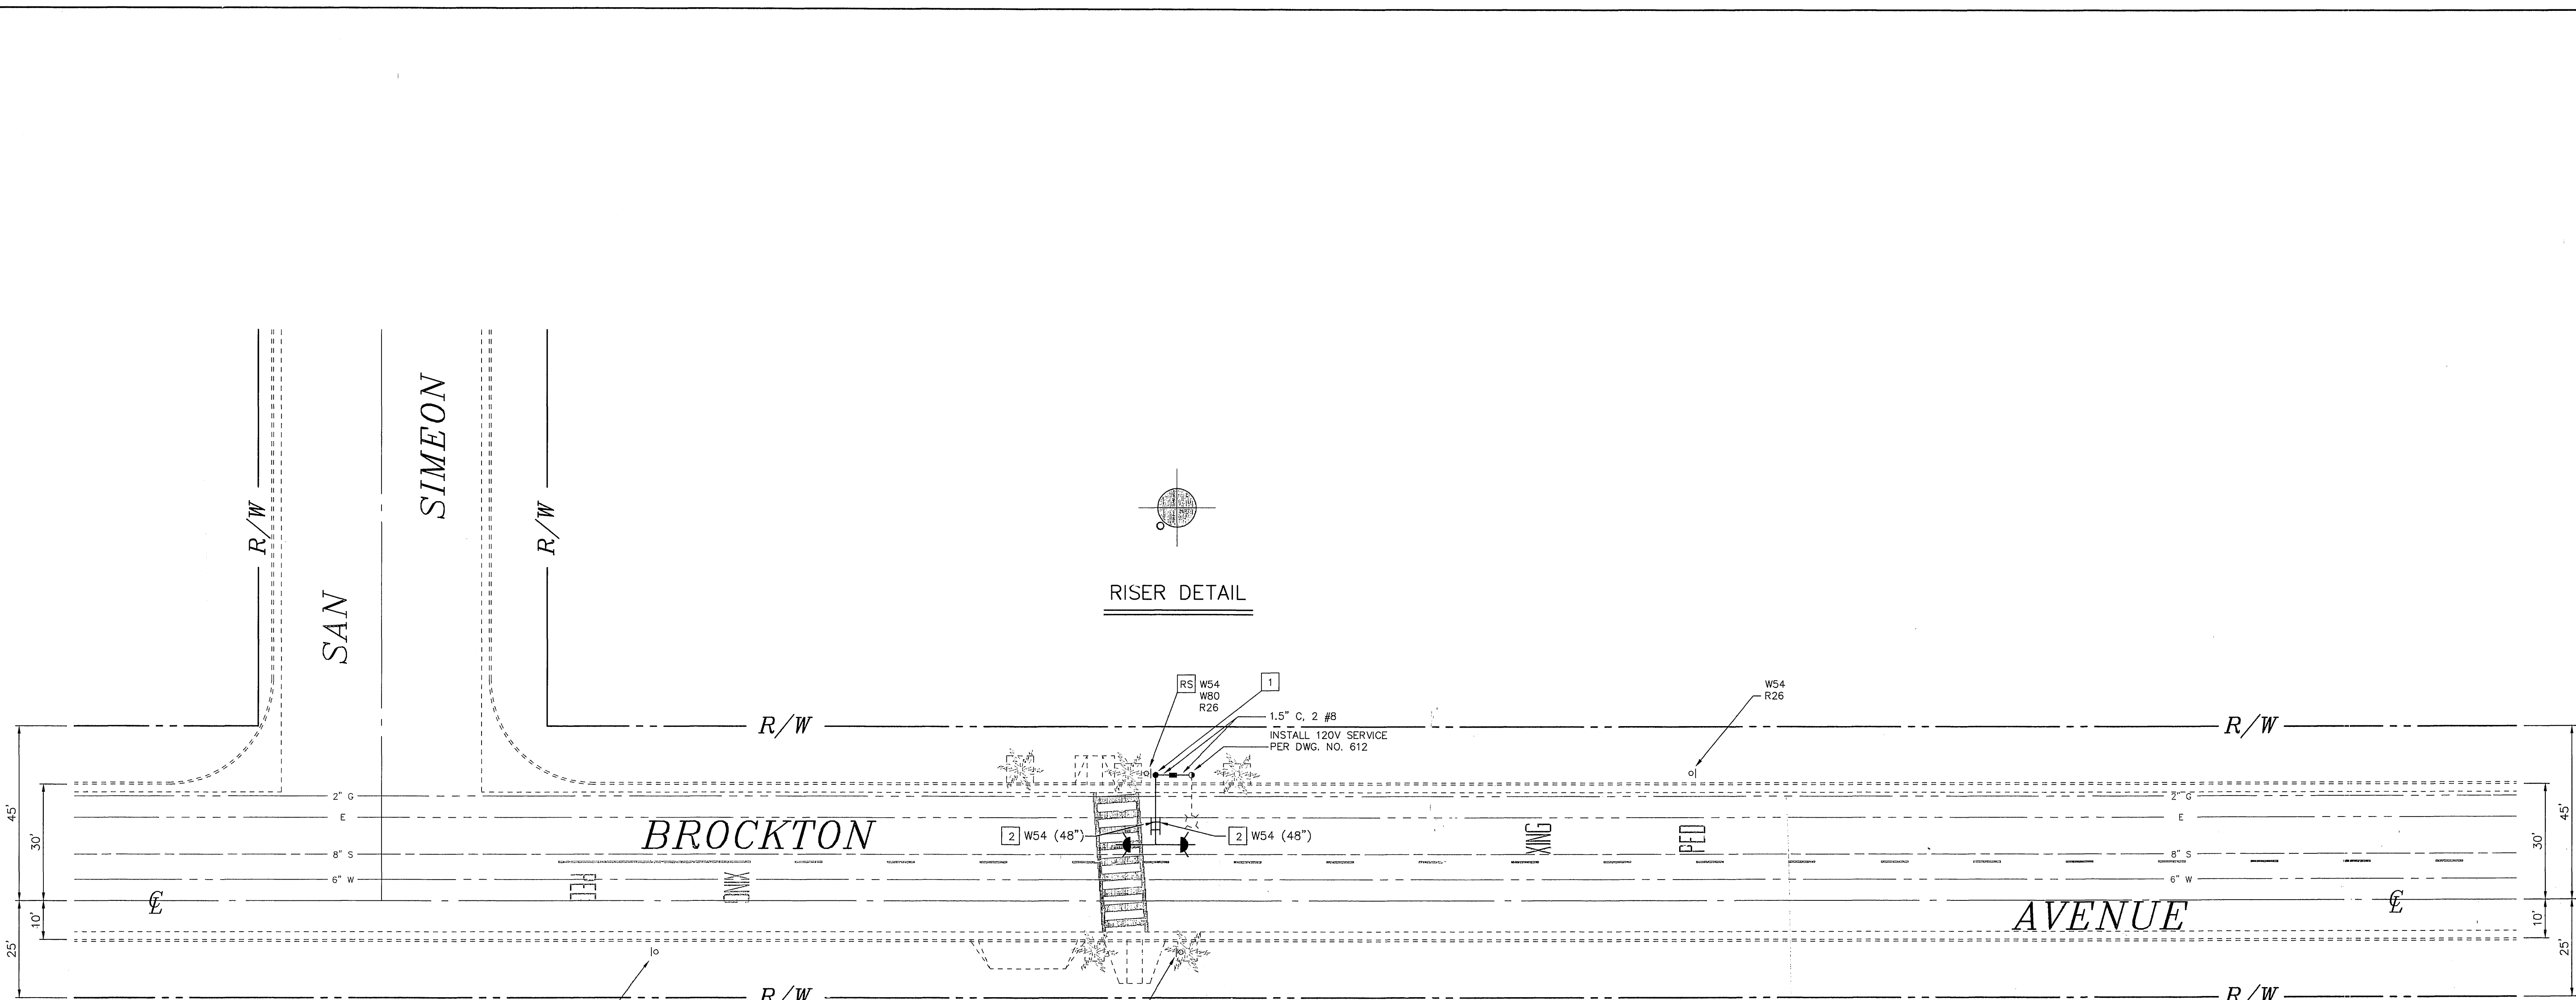 SAN
SIMEON
R/W
R/W
RISER DETAIL
RS W54
W80
R26
1
1.5" C, 2 #8
INSTALL 120V SERVICE
PER DWG. NO. 612
W54
R26
R/W
R/W
45'
30'
10'
25'
2" G
E
8" S
6" W
℄
BROCKTON
PED
XING
2 W54 (48")
2 W54 (48")
XING
PED
2" G
E
8" S
6" W
℄
AVENUE
45'
30'
10'
25'
R/W
R/W